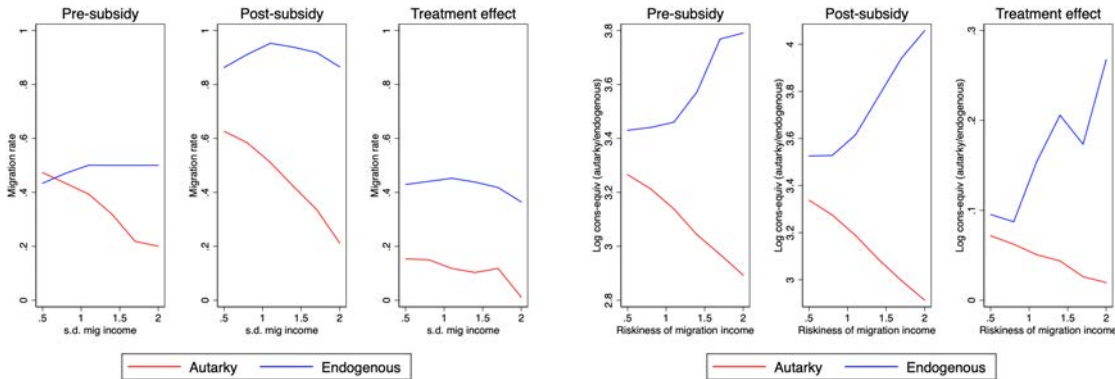 Pre-subsidy
Post-subsidy
Treatment effect
Migration rate
1
.8
.6
.4
.2
0
.5
1
1.5
2
s.d. mig income
Migration rate
1
.8
.6
.4
.2
0
.5
1
1.5
2
s.d. mig income
Migration rate
1
.8
.6
.4
.2
0
.5
1
1.5
2
s.d. mig income
Autarky
Endogenous
Pre-subsidy
Post-subsidy
Treatment effect
Log cons-equiv (autarky/endogenous)
3.8
3.6
3.4
3.2
3
2.8
.5
1
1.5
2
Riskiness of migration income
Log cons-equiv (autarky/endogenous)
4
3.8
3.6
3.4
3.2
3
.5
1
1.5
2
Riskiness of migration income
Log cons-equiv (autarky/endogenous)
.3
.2
.1
0
.5
1
1.5
2
Riskiness of migration income
Autarky
Endogenous